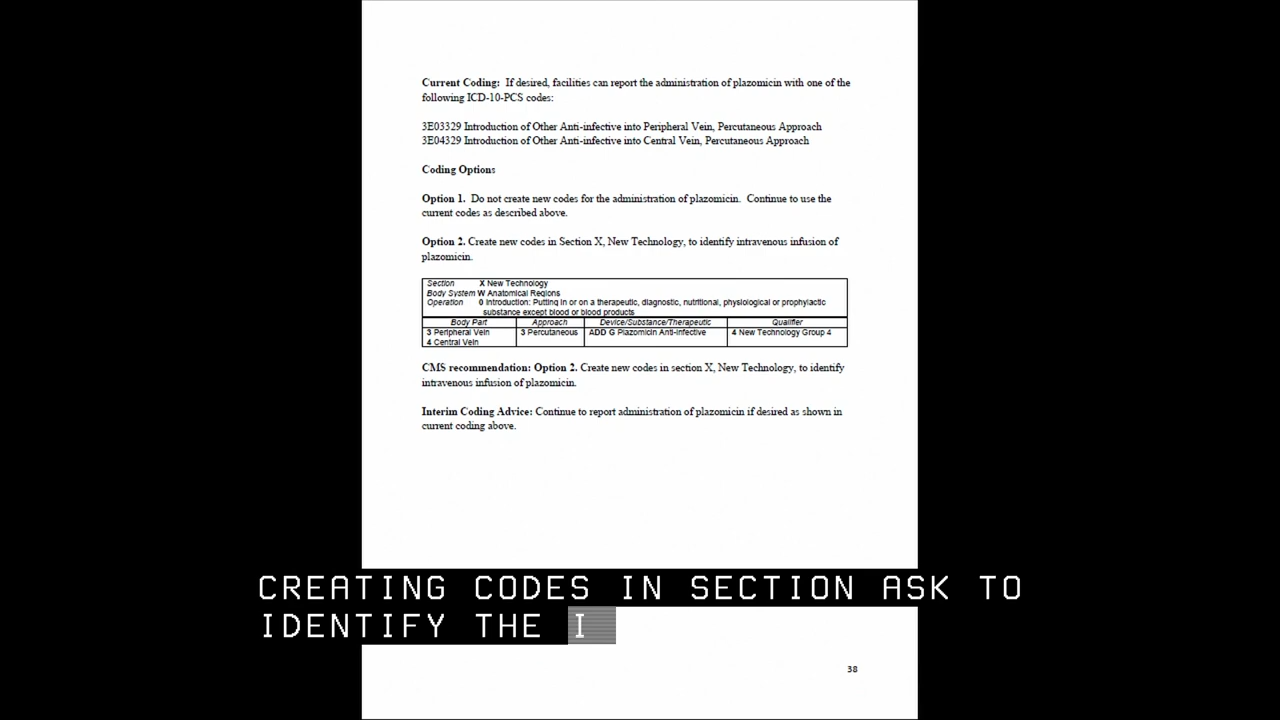 Current Coding: If desired, facilities can report the administration of plazomicin with one of the
following ICD-10-PCS codes:
3E03329 Introduction of Other Anti-infective into Peripheral Vein, Percutaneous Approach
3E04329 Introduction of Other Anti-infective into Central Vein, Percutaneous Approach
Coding Options
Option 1. Do not create new codes for the administration of plazomicin. Continue to use the
current codes as described above.
Option 2. Create new codes in Section X, New Technology, to identify intravenous infusion of
plazomicin.
Section X New Technology
Body System W Anatomical Regions
Operation 0 Introduction: Putting in or on a therapeutic, diagnostic, nutritional, physiological or prophylactic
substance except blood or blood products
Body Part Approach Device/Substance/Therapeutic Qualifier
3 Peripheral Vein 3 Percutaneous ADD G Plazomicin Anti-infective 4 New Technology Group 4
4 Central Vein
CMS recommendation: Option 2. Create new codes in section X, New Technology, to identify
intravenous infusion of plazomicin.
Interim Coding Advice: Continue to report administration of plazomicin if desired as shown in
current coding above.
CREATING CODES IN SECTION ASK TO
IDENTIFY THE I
38